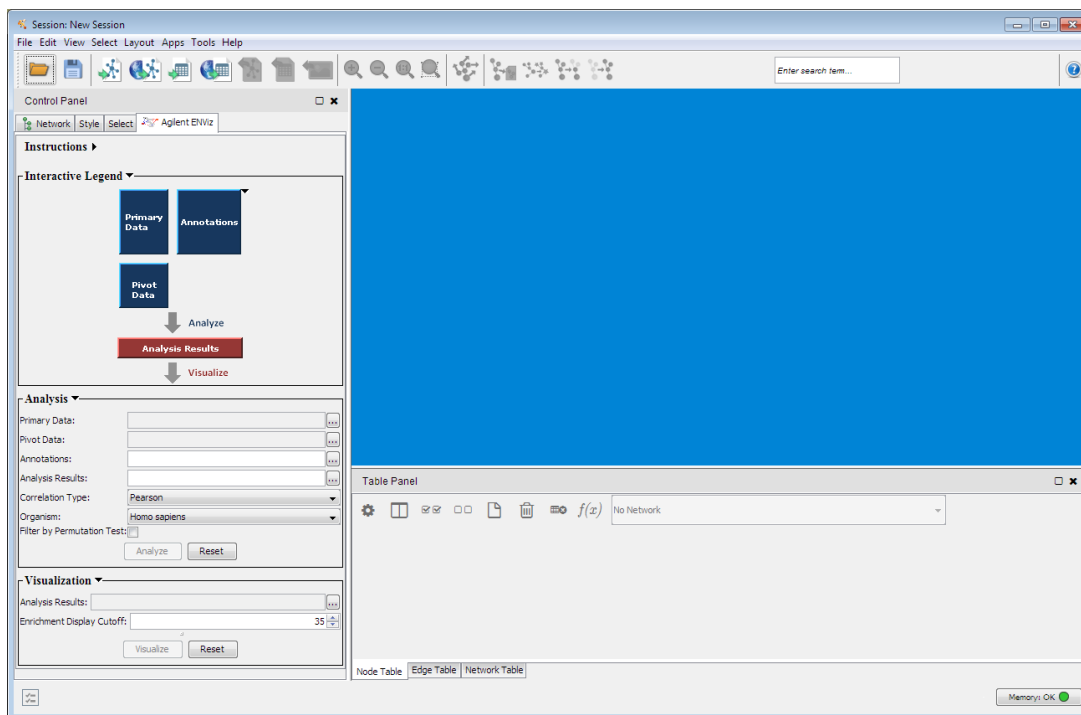 Session: New Session
File Edit View Select Layout Apps Tools Help
Enter search term...
Control Panel
Network Style Select Agilent ENViz
Instructions
Interactive Legend
Primary Data
Annotations
Pivot Data
Analyze
Analysis Results
Visualize
Analysis
Primary Data: ...
Pivot Data: ...
Annotations: ...
Analysis Results: ...
Correlation Type: Pearson
Organism: Homo sapiens
Filter by Permutation Test:
Analyze Reset
Visualization
Analysis Results: ...
Enrichment Display Cutoff: 35
Visualize Reset
Table Panel
f(x) No Network
Node Table Edge Table Network Table
Memory: OK